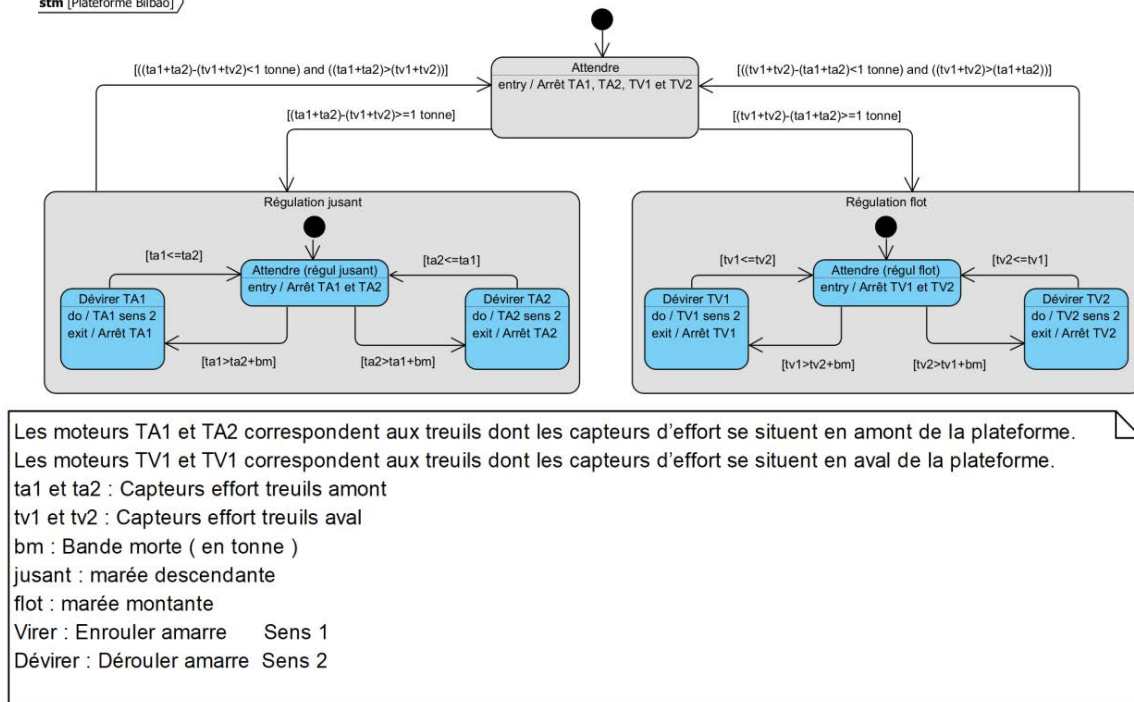 stm [Plateforme Bilbao]
[((ta1+ta2)-(tv1+tv2)<1 tonne) and ((ta1+ta2)>(tv1+tv2))]
Attendre
entry / Arrêt TA1, TA2, TV1 et TV2
[((tv1+tv2)-(ta1+ta2)<1 tonne) and ((tv1+tv2)>(ta1+ta2))]
[(ta1+ta2)-(tv1+tv2)>=1 tonne]
[(tv1+tv2)-(ta1+ta2)>=1 tonne]
Régulation jusant
[ta1<=ta2]
Attendre (régul jusant)
entry / Arrêt TA1 et TA2
[ta2<=ta1]
Dévirer TA1
do / TA1 sens 2
exit / Arrêt TA1
Dévirer TA2
do / TA2 sens 2
exit / Arrêt TA2
[ta1>ta2+bm]
[ta2>ta1+bm]
Régulation flot
[tv1<=tv2]
Attendre (régul flot)
entry / Arrêt TV1 et TV2
[tv2<=tv1]
Dévirer TV1
do / TV1 sens 2
exit / Arrêt TV1
Dévirer TV2
do / TV2 sens 2
exit / Arrêt TV2
[tv1>tv2+bm]
[tv2>tv1+bm]
Les moteurs TA1 et TA2 correspondent aux treuils dont les capteurs d'effort se situent en amont de la plateforme.
Les moteurs TV1 et TV1 correspondent aux treuils dont les capteurs d'effort se situent en aval de la plateforme.
ta1 et ta2 : Capteurs effort treuils amont
tv1 et tv2 : Capteurs effort treuils aval
bm : Bande morte ( en tonne )
jusant : marée descendante
flot : marée montante
Virer : Enrouler amarre Sens 1
Dévirer : Dérouler amarre Sens 2